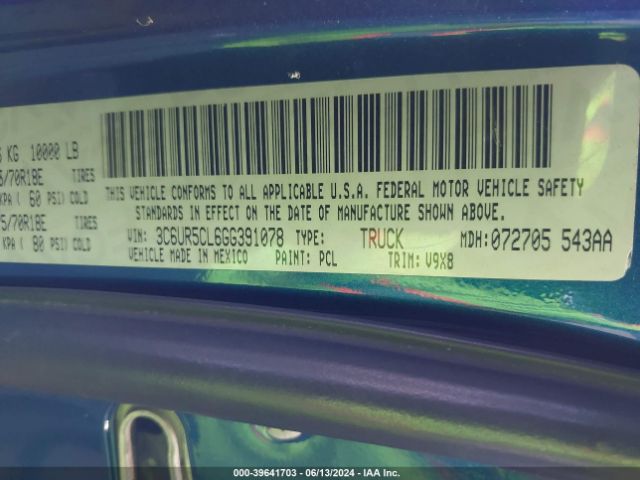 KG 10000 LB
/70R18E TIRES
KPA ( 60 PSI) COLD
5/70R18E TIRES
KPA ( 80 PSI) COLD
THIS VEHICLE CONFORMS TO ALL APPLICABLE U.S.A. FEDERAL MOTOR VEHICLE SAFETY
STANDARDS IN EFFECT ON THE DATE OF MANUFACTURE SHOWN ABOVE.
VIN: 3C6UR5CL6GG391078 TYPE: TRUCK MDH: 072705 543AA
VEHICLE MADE IN MEXICO PAINT: PCL TRIM: V9X8
000-39641703 - 06/13/2024 - IAA Inc.